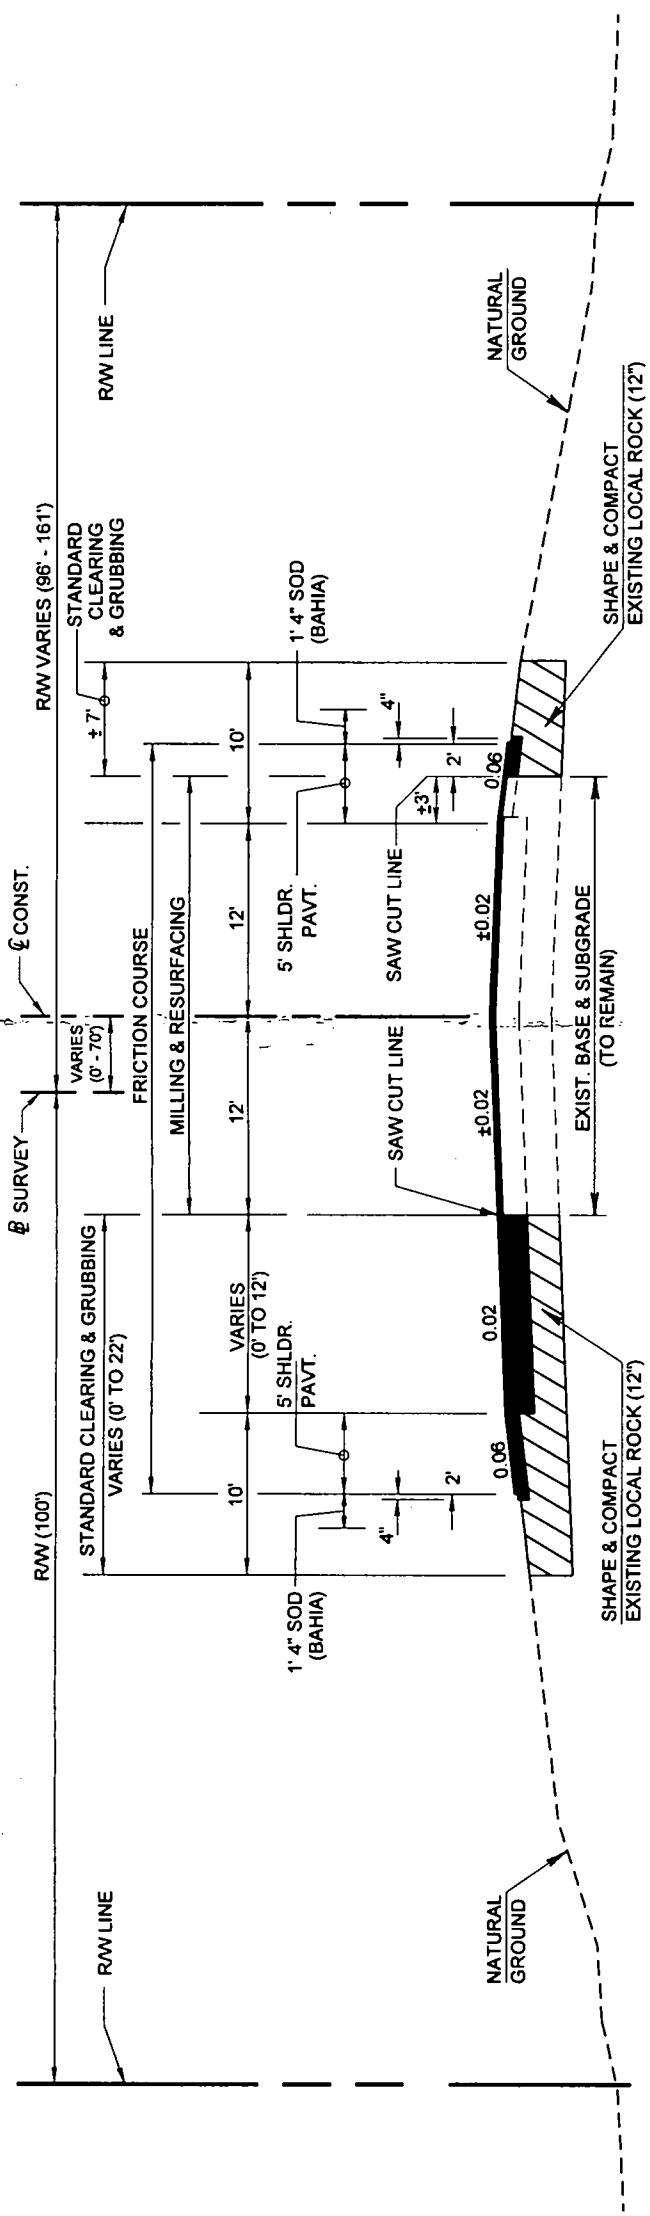 R/W (100')
R/W VARIES (96' - 161')
℄ SURVEY
℄ CONST.
VARIES
(0' - 70')
R/W LINE
R/W LINE
STANDARD CLEARING & GRUBBING
VARIES (0' TO 22')
STANDARD
CLEARING
& GRUBBING
± 7'
FRICTION COURSE
MILLING & RESURFACING
10'
VARIES
(0' TO 12')
12'
12'
10'
1' 4" SOD
(BAHIA)
5' SHLDR.
PAVT.
5' SHLDR.
PAVT.
1' 4" SOD
(BAHIA)
4"
2'
SAW CUT LINE
SAW CUT LINE
±3'
2'
4"
0.06
0.02
±0.02
±0.02
0.06
NATURAL
GROUND
NATURAL
GROUND
EXIST. BASE & SUBGRADE
(TO REMAIN)
SHAPE & COMPACT
EXISTING LOCAL ROCK (12")
SHAPE & COMPACT
EXISTING LOCAL ROCK (12")